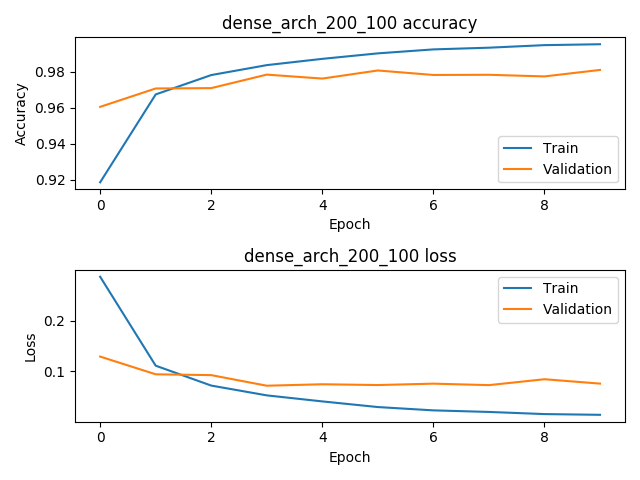 dense_arch_200_100 accuracy
Accuracy
0.98
0.96
0.94
0.92
Train
Validation
0 2 4 6 8
Epoch
dense_arch_200_100 loss
Loss
0.2
0.1
Train
Validation
0 2 4 6 8
Epoch